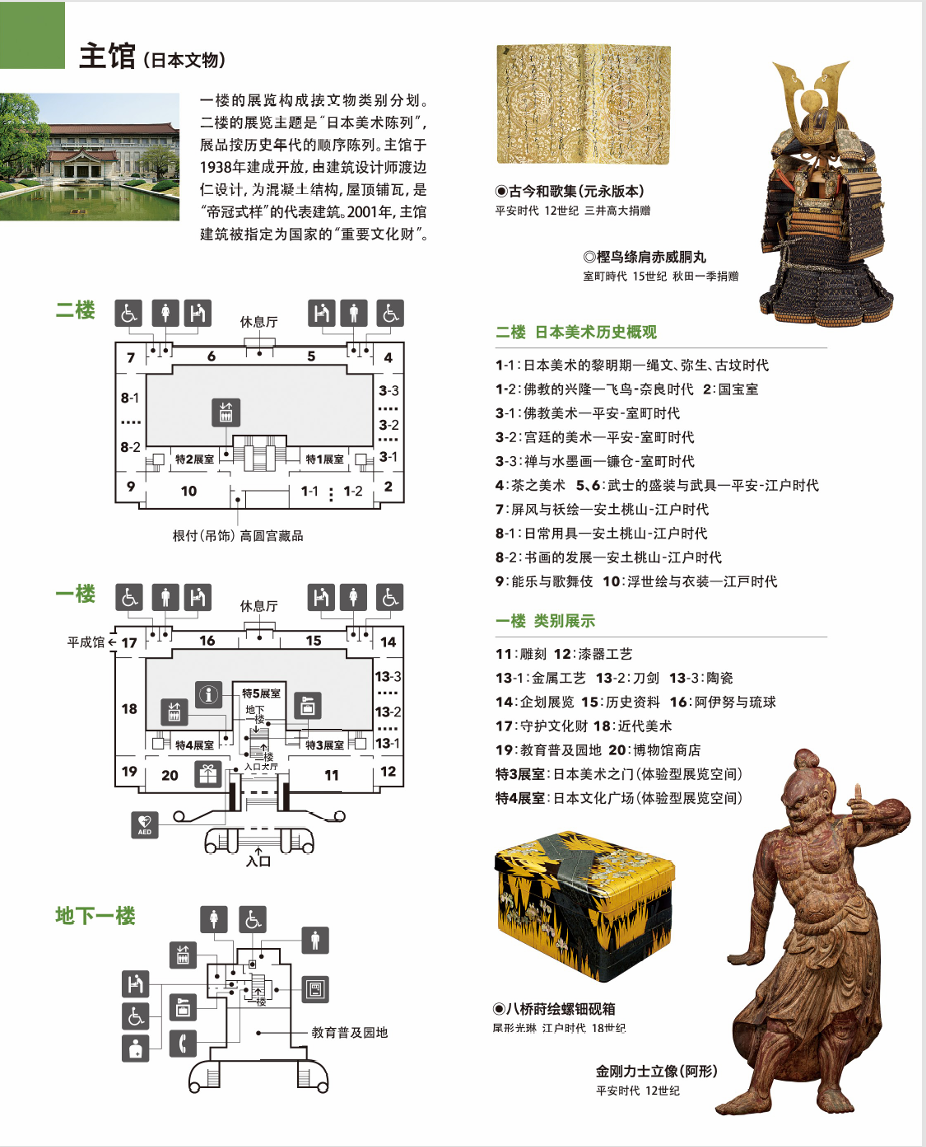 主馆（日本文物）
一楼的展览构成按文物类别分划。
二楼的展览主题是“日本美术陈列”，
展品按历史年代的顺序陈列。主馆于
1938年建成开放，由建筑设计师渡边
仁设计，为混凝土结构，屋顶铺瓦，是
“帝冠式样”的代表建筑。2001年，主馆
建筑被指定为国家的“重要文化财”。
◉古今和歌集（元永版本）
平安时代 12世纪 三井高大捐赠
◎樫鸟绦肩赤威胴丸
室町時代 15世纪 秋田一季捐赠
二楼
休息厅
7
6
5
4
8-1
8-2
3-3
3-2
3-1
特2展室
特1展室
9
10
1-1
1-2
2
根付（吊饰）高圆宫藏品
一楼
休息厅
平成馆
17
16
15
14
特5展室
地下
一楼
18
13-3
13-2
13-1
特4展室
特3展室
二楼
入口大厅
19
20
11
12
AED
入口
地下一楼
一楼
教育普及园地
二楼 日本美术历史概观
1-1：日本美术的黎明期—绳文、弥生、古坟时代
1-2：佛教的兴隆—飞鸟-奈良时代 2：国宝室
3-1：佛教美术—平安-室町时代
3-2：宫廷的美术—平安-室町时代
3-3：禅与水墨画—镰仓-室町时代
4：茶之美术 5、6：武士的盛装与武具—平安-江户时代
7：屏风与袄绘—安土桃山-江户时代
8-1：日常用具—安土桃山-江户时代
8-2：书画的发展—安土桃山-江户时代
9：能乐与歌舞伎 10：浮世绘与衣装—江戸时代
一楼 类别展示
11：雕刻 12：漆器工艺
13-1：金属工艺 13-2：刀剑 13-3：陶瓷
14：企划展览 15：历史资料 16：阿伊努与琉球
17：守护文化财 18：近代美术
19：教育普及园地 20：博物馆商店
特3展室：日本美术之门（体验型展览空间）
特4展室：日本文化广场（体验型展览空间）
◉八桥莳绘螺钿砚箱
尾形光琳 江户时代 18世纪
金刚力士立像（阿形）
平安时代 12世纪